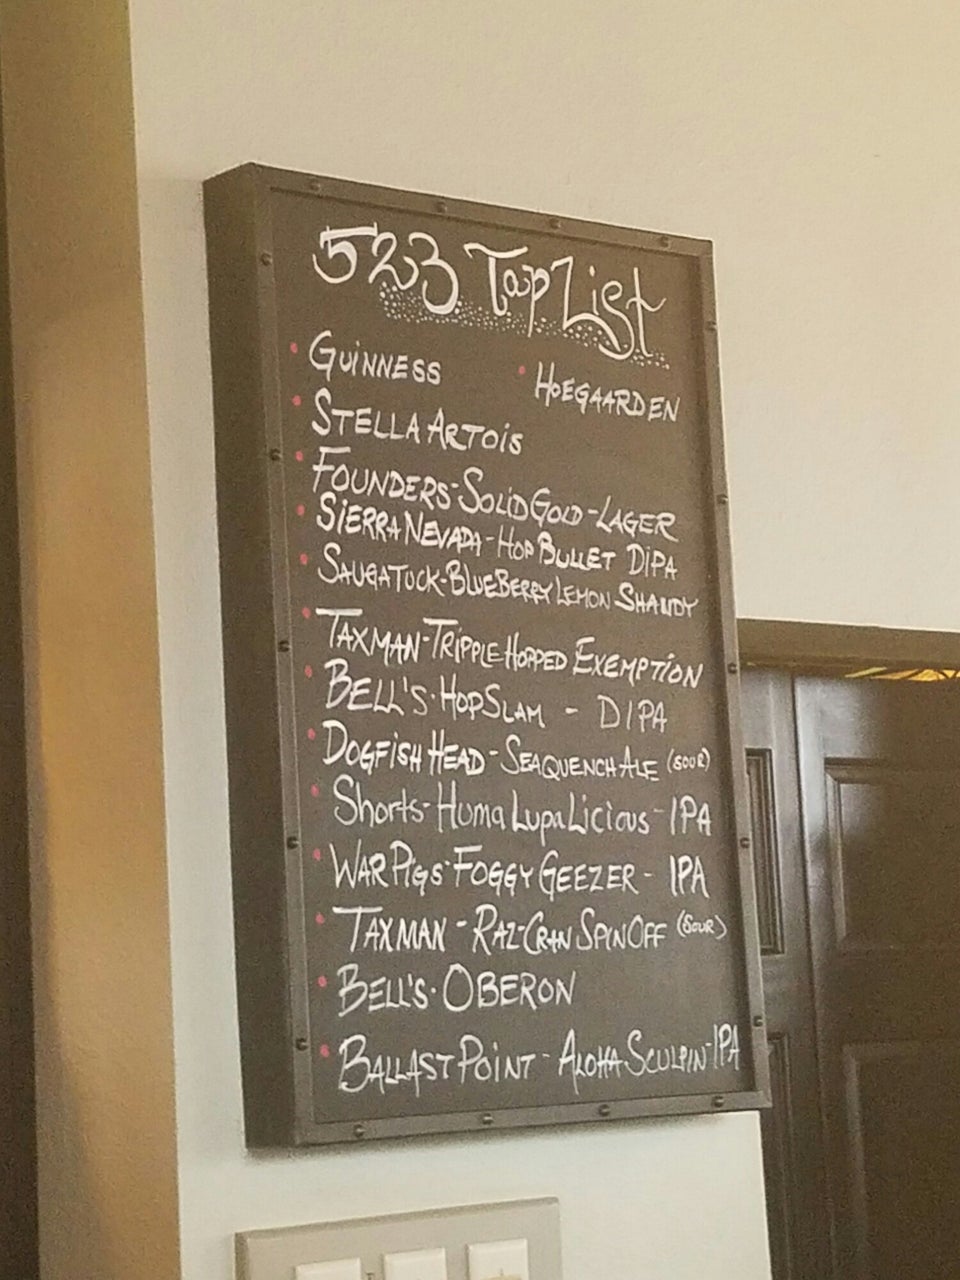 523 Tap List
• Guinness • Hoegaarden
• Stella Artois
• Founders-Solid Gold-Lager
• Sierra Nevada-Hop Bullet DIPA
• Saugatuck-Blueberry Lemon Shandy
• Taxman-Tripple Hopped Exemption
• Bell's-HopSlam - DIPA
• Dogfish Head-SeaQuench Ale (sour)
• Shorts-Huma Lupa Licious-IPA
• War Pigs-Foggy Geezer- IPA
• Taxman-Raz-Cran Spin Off (sour)
• Bell's-Oberon
• Ballast Point-Aloha Sculpin-IPA